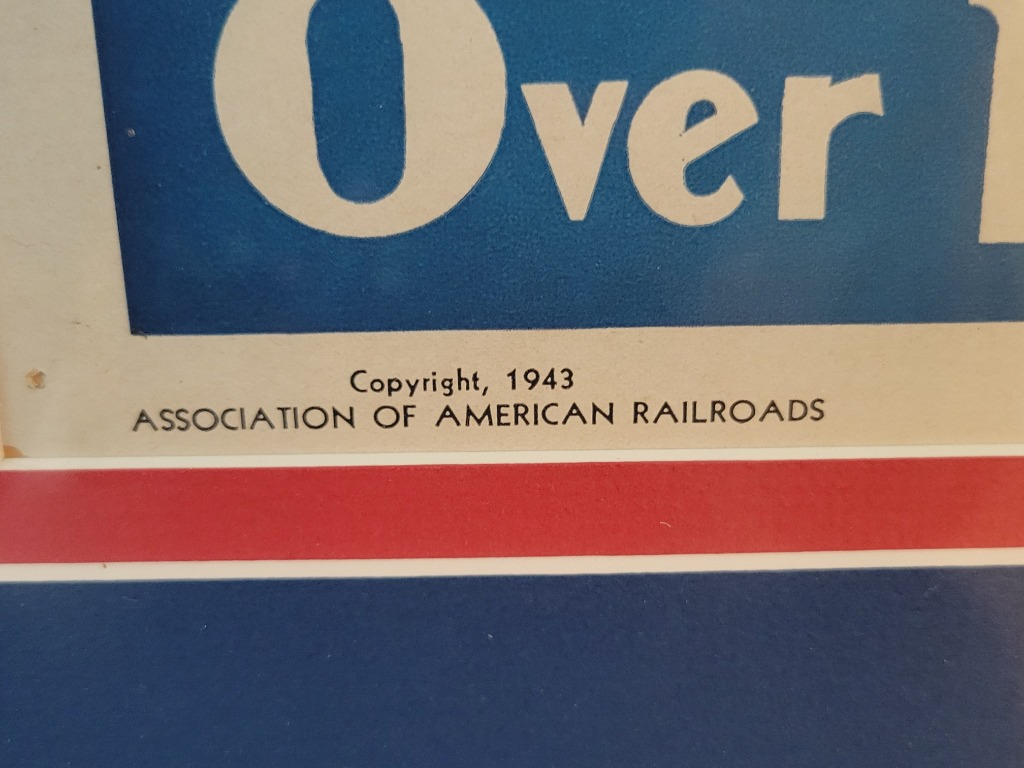 Over
Copyright, 1943
ASSOCIATION OF AMERICAN RAILROADS